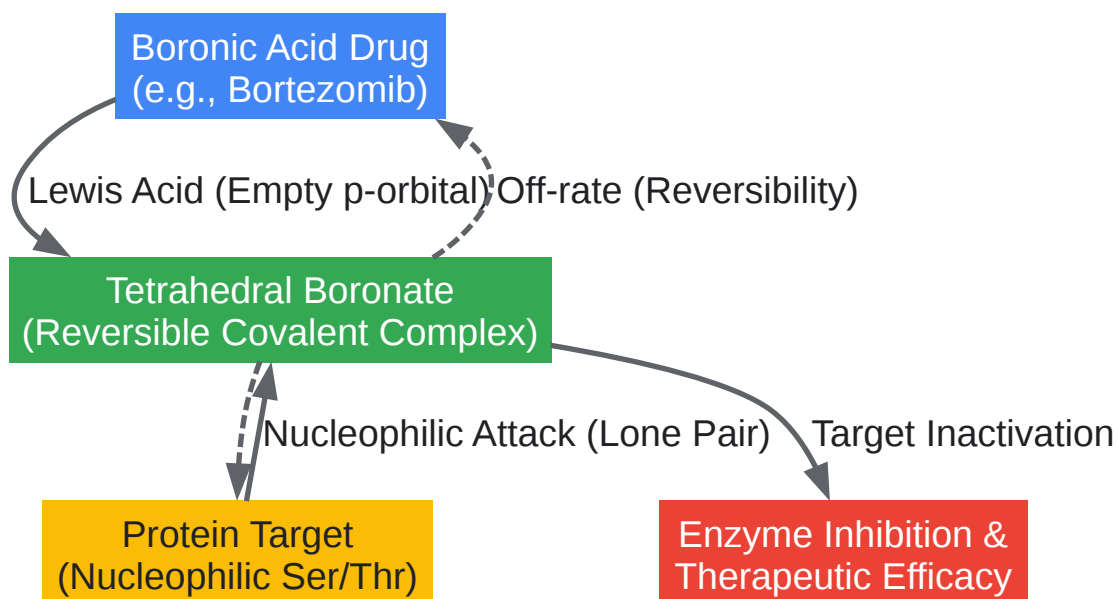 Boronic Acid Drug
(e.g., Bortezomib)
Lewis Acid (Empty p-orbital)
Off-rate (Reversibility)
Tetrahedral Boronate
(Reversible Covalent Complex)
Nucleophilic Attack (Lone Pair)
Target Inactivation
Protein Target
(Nucleophilic Ser/Thr)
Enzyme Inhibition &
Therapeutic Efficacy